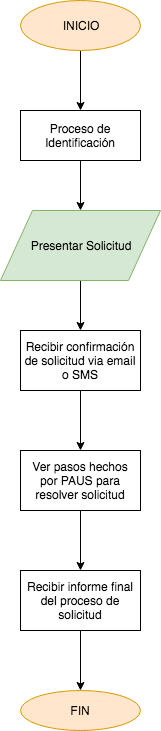 INICIO
Proceso de
Identificación
Presentar Solicitud
Recibir confirmación
de solicitud via email
o SMS
Ver pasos hechos
por PAUS para
resolver solicitud
Recibir informe final
del proceso de
solicitud
FIN